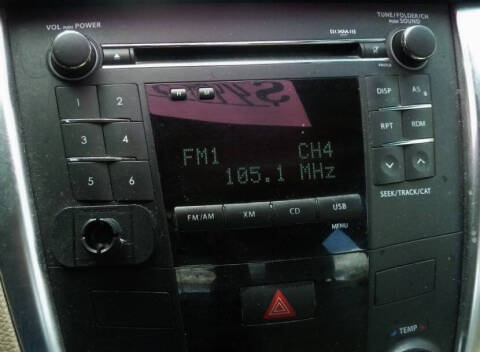 VOL PUSH POWER
TUNE/FOLDER/CH
PUSH SOUND
((XM))
1 2
DISP AS
3 4
RPT RDM
5 6
FM1 CH4
105.1 MHz
FM/AM XM CD USB
MENU
SEEK/TRACK/CAT
TEMP